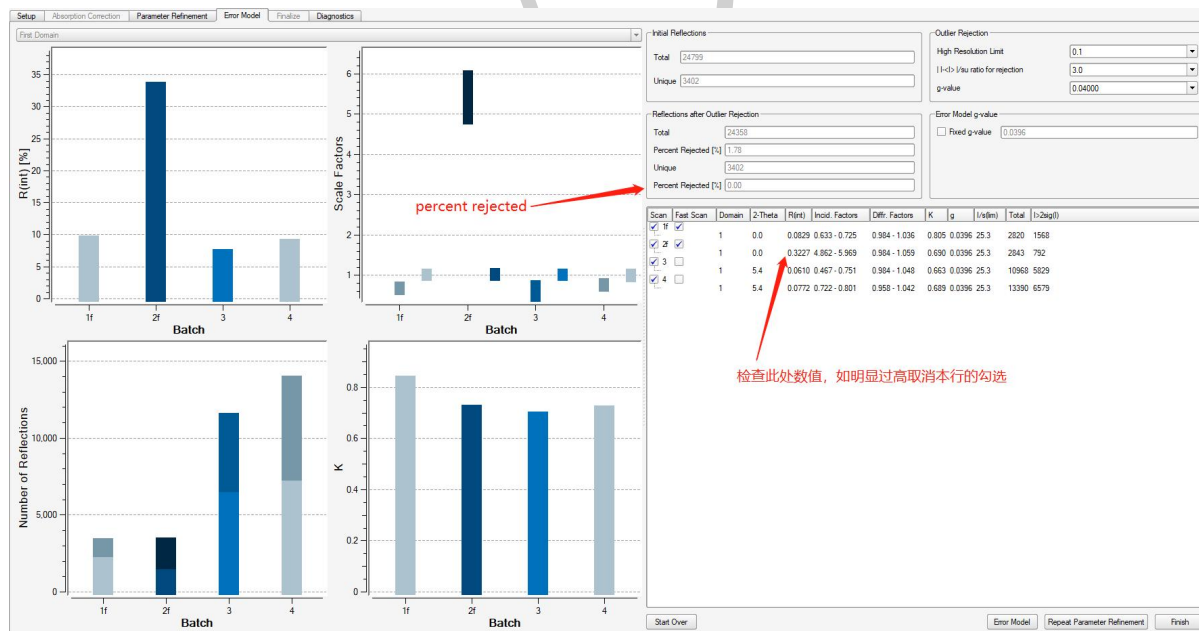 Setup Absorption Correction Parameter Refinement Error Model Finalize Diagnostics
First Domain
R(int) [%]
35
30
25
20
15
10
5
0
1f 2f 3 4
Batch
Scale Factors
6
5
4
3
2
1
1f 2f 3 4
Batch
percent rejected
Number of Reflections
15,000
10,000
5,000
0
1f 2f 3 4
Batch
K
0.8
0.6
0.4
0.2
0
1f 2f 3 4
Batch
Initial Reflections
Total 24799
Unique 3402
Outlier Rejection
High Resolution Limit 0.1
| I-<I> |/su ratio for rejection 3.0
g-value 0.04000
Reflections after Outlier Rejection
Total 24358
Percent Rejected [%] 1.78
Unique 3402
Percent Rejected [%] 0.00
Error Model g-value
Fixed g-value 0.0396
Scan Fast Scan Domain 2-Theta R(int) Incid. Factors Diffr. Factors K g I/s(lim) Total I>2sig(I)
1f
1 0.0 0.0829 0.633 - 0.725 0.984 - 1.036 0.805 0.0396 25.3 2820 1568
2f
1 0.0 0.3227 4.862 - 5.969 0.984 - 1.059 0.690 0.0396 25.3 2843 792
3
1 5.4 0.0610 0.467 - 0.751 0.984 - 1.048 0.663 0.0396 25.3 10968 5829
4
1 5.4 0.0772 0.722 - 0.801 0.958 - 1.042 0.689 0.0396 25.3 13390 6579
检查此处数值，如明显过高取消本行的勾选
Start Over Error Model Repeat Parameter Refinement Finish